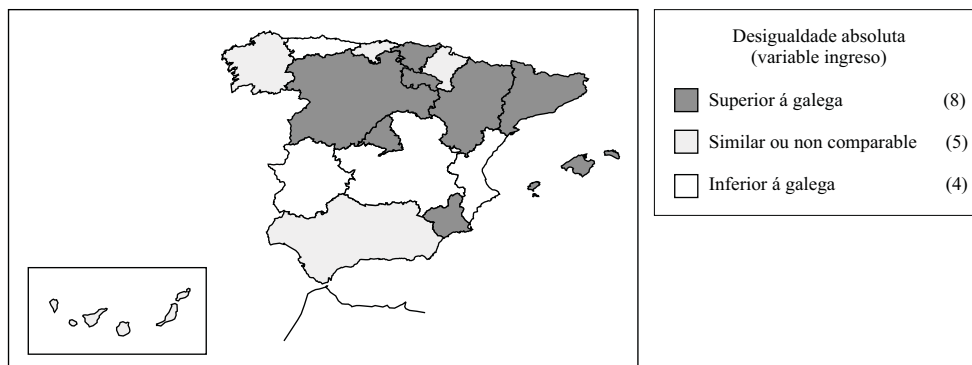 Desigualdade absoluta
(variable ingreso)
Superior á galega (8)
Similar ou non comparable (5)
Inferior á galega (4)